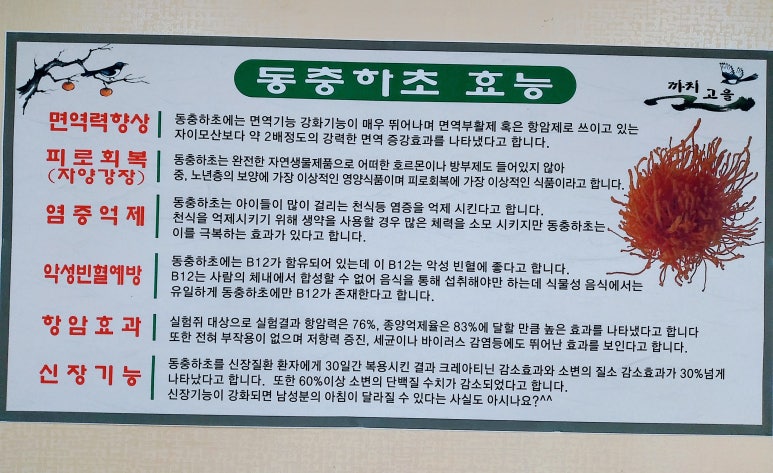 동충하초 효능
까치고을
면역력향상
동충하초에는 면역기능 강화기능이 매우 뛰어나며 면역부활제 혹은 항암제로 쓰이고 있는
자이모산보다 약 2배정도의 강력한 면역 증강효과를 나타냈다고 합니다.
피로회복
(자양강장)
동충하초는 완전한 자연생물제품으로 어떠한 호르몬이나 방부제도 들어있지 않아
중, 노년층의 보양에 가장 이상적인 영양식품이며 피로회복에 가장 이상적인 식품이라고 합니다.
염증억제
동충하초는 아이들이 많이 걸리는 천식등 염증을 억제 시킨다고 합니다.
천식을 억제시키기 위해 생약을 사용할 경우 많은 체력을 소모 시키지만 동충하초는
이를 극복하는 효과가 있다고 합니다.
악성빈혈예방
동충하초에는 B12가 함유되어 있는데 이 B12는 악성 빈혈에 좋다고 합니다.
B12는 사람의 체내에서 합성할 수 없어 음식을 통해 섭취해야만 하는데 식물성 음식에서는
유일하게 동충하초에만 B12가 존재한다고 합니다.
항암효과
실험쥐 대상으로 실험결과 항암력은 76%, 종양억제율은 83%에 달할 만큼 높은 효과를 나타냈다고 합니다
또한 전혀 부작용이 없으며 저항력 증진, 세균이나 바이러스 감염등에도 뛰어난 효과를 보인다고 합니다.
신장기능
동충하초를 신장질환 환자에게 30일간 복용시킨 결과 크레아티닌 감소효과와 소변의 질소 감소효과가 30%넘게
나타났다고 합니다. 또한 60%이상 소변의 단백질 수치가 감소되었다고 합니다.
신장기능이 강화되면 남성분의 아침이 달라질 수 있다는 사실도 아시나요?^^